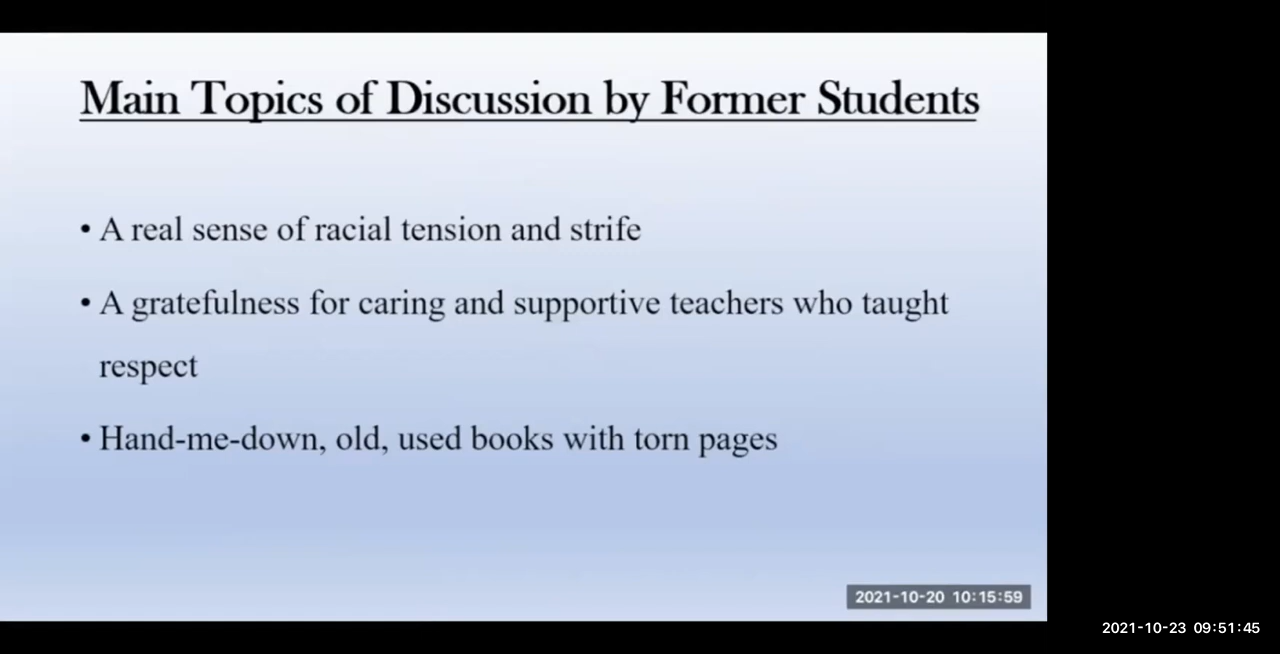 Main Topics of Discussion by Former Students
• A real sense of racial tension and strife
• A gratefulness for caring and supportive teachers who taught
respect
• Hand-me-down, old, used books with torn pages
2021-10-20 10:15:59
2021-10-23 09:51:45